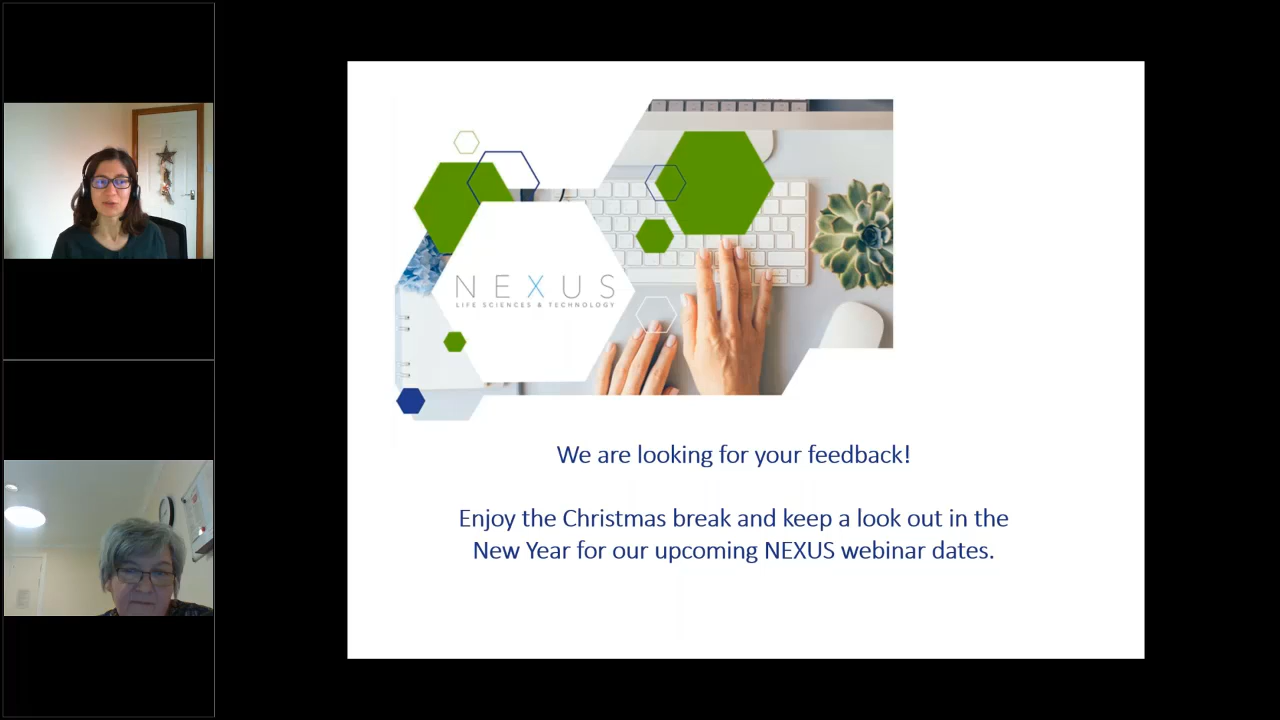 NEXUS
LIFE SCIENCES & TECHNOLOGY
We are looking for your feedback!
Enjoy the Christmas break and keep a look out in the
New Year for our upcoming NEXUS webinar dates.